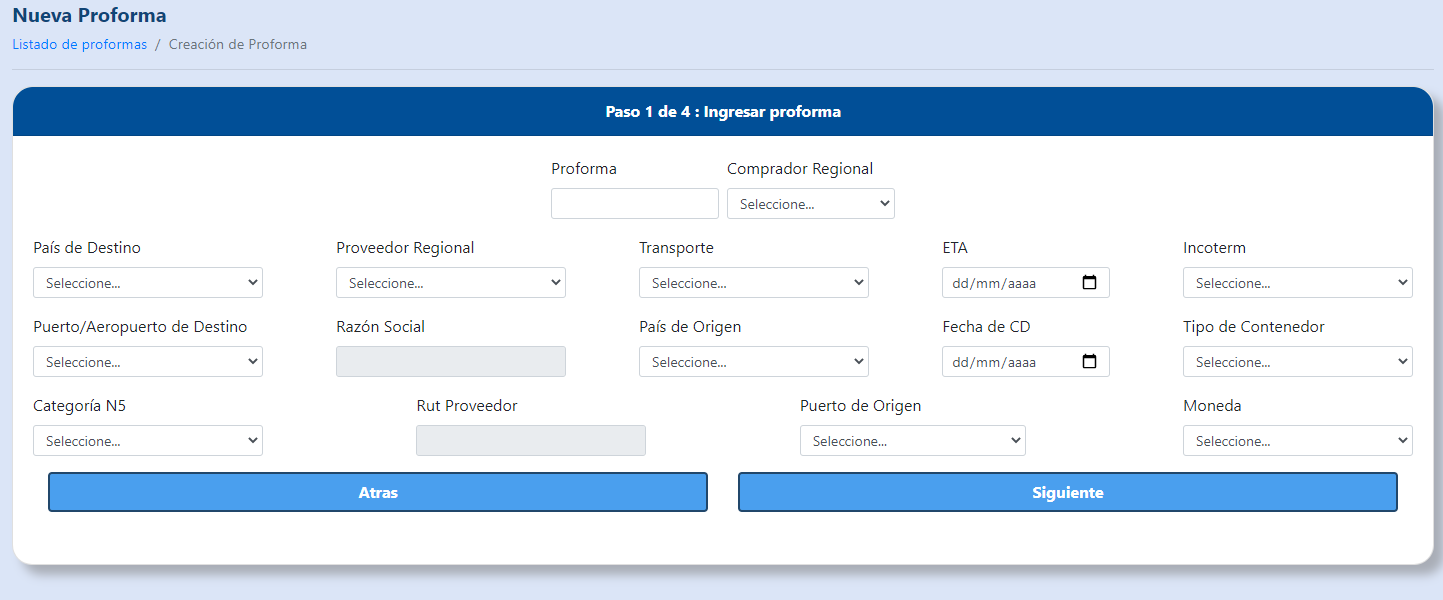 Nueva Proforma
Listado de proformas / Creación de Proforma
Paso 1 de 4 : Ingresar proforma
Proforma Comprador Regional
Seleccione...
País de Destino Proveedor Regional Transporte ETA Incoterm
Seleccione... Seleccione... Seleccione... dd/mm/aaaa Seleccione...
Puerto/Aeropuerto de Destino Razón Social País de Origen Fecha de CD Tipo de Contenedor
Seleccione... Seleccione... dd/mm/aaaa Seleccione...
Categoría N5 Rut Proveedor Puerto de Origen Moneda
Seleccione... Seleccione... Seleccione...
Atras Siguiente